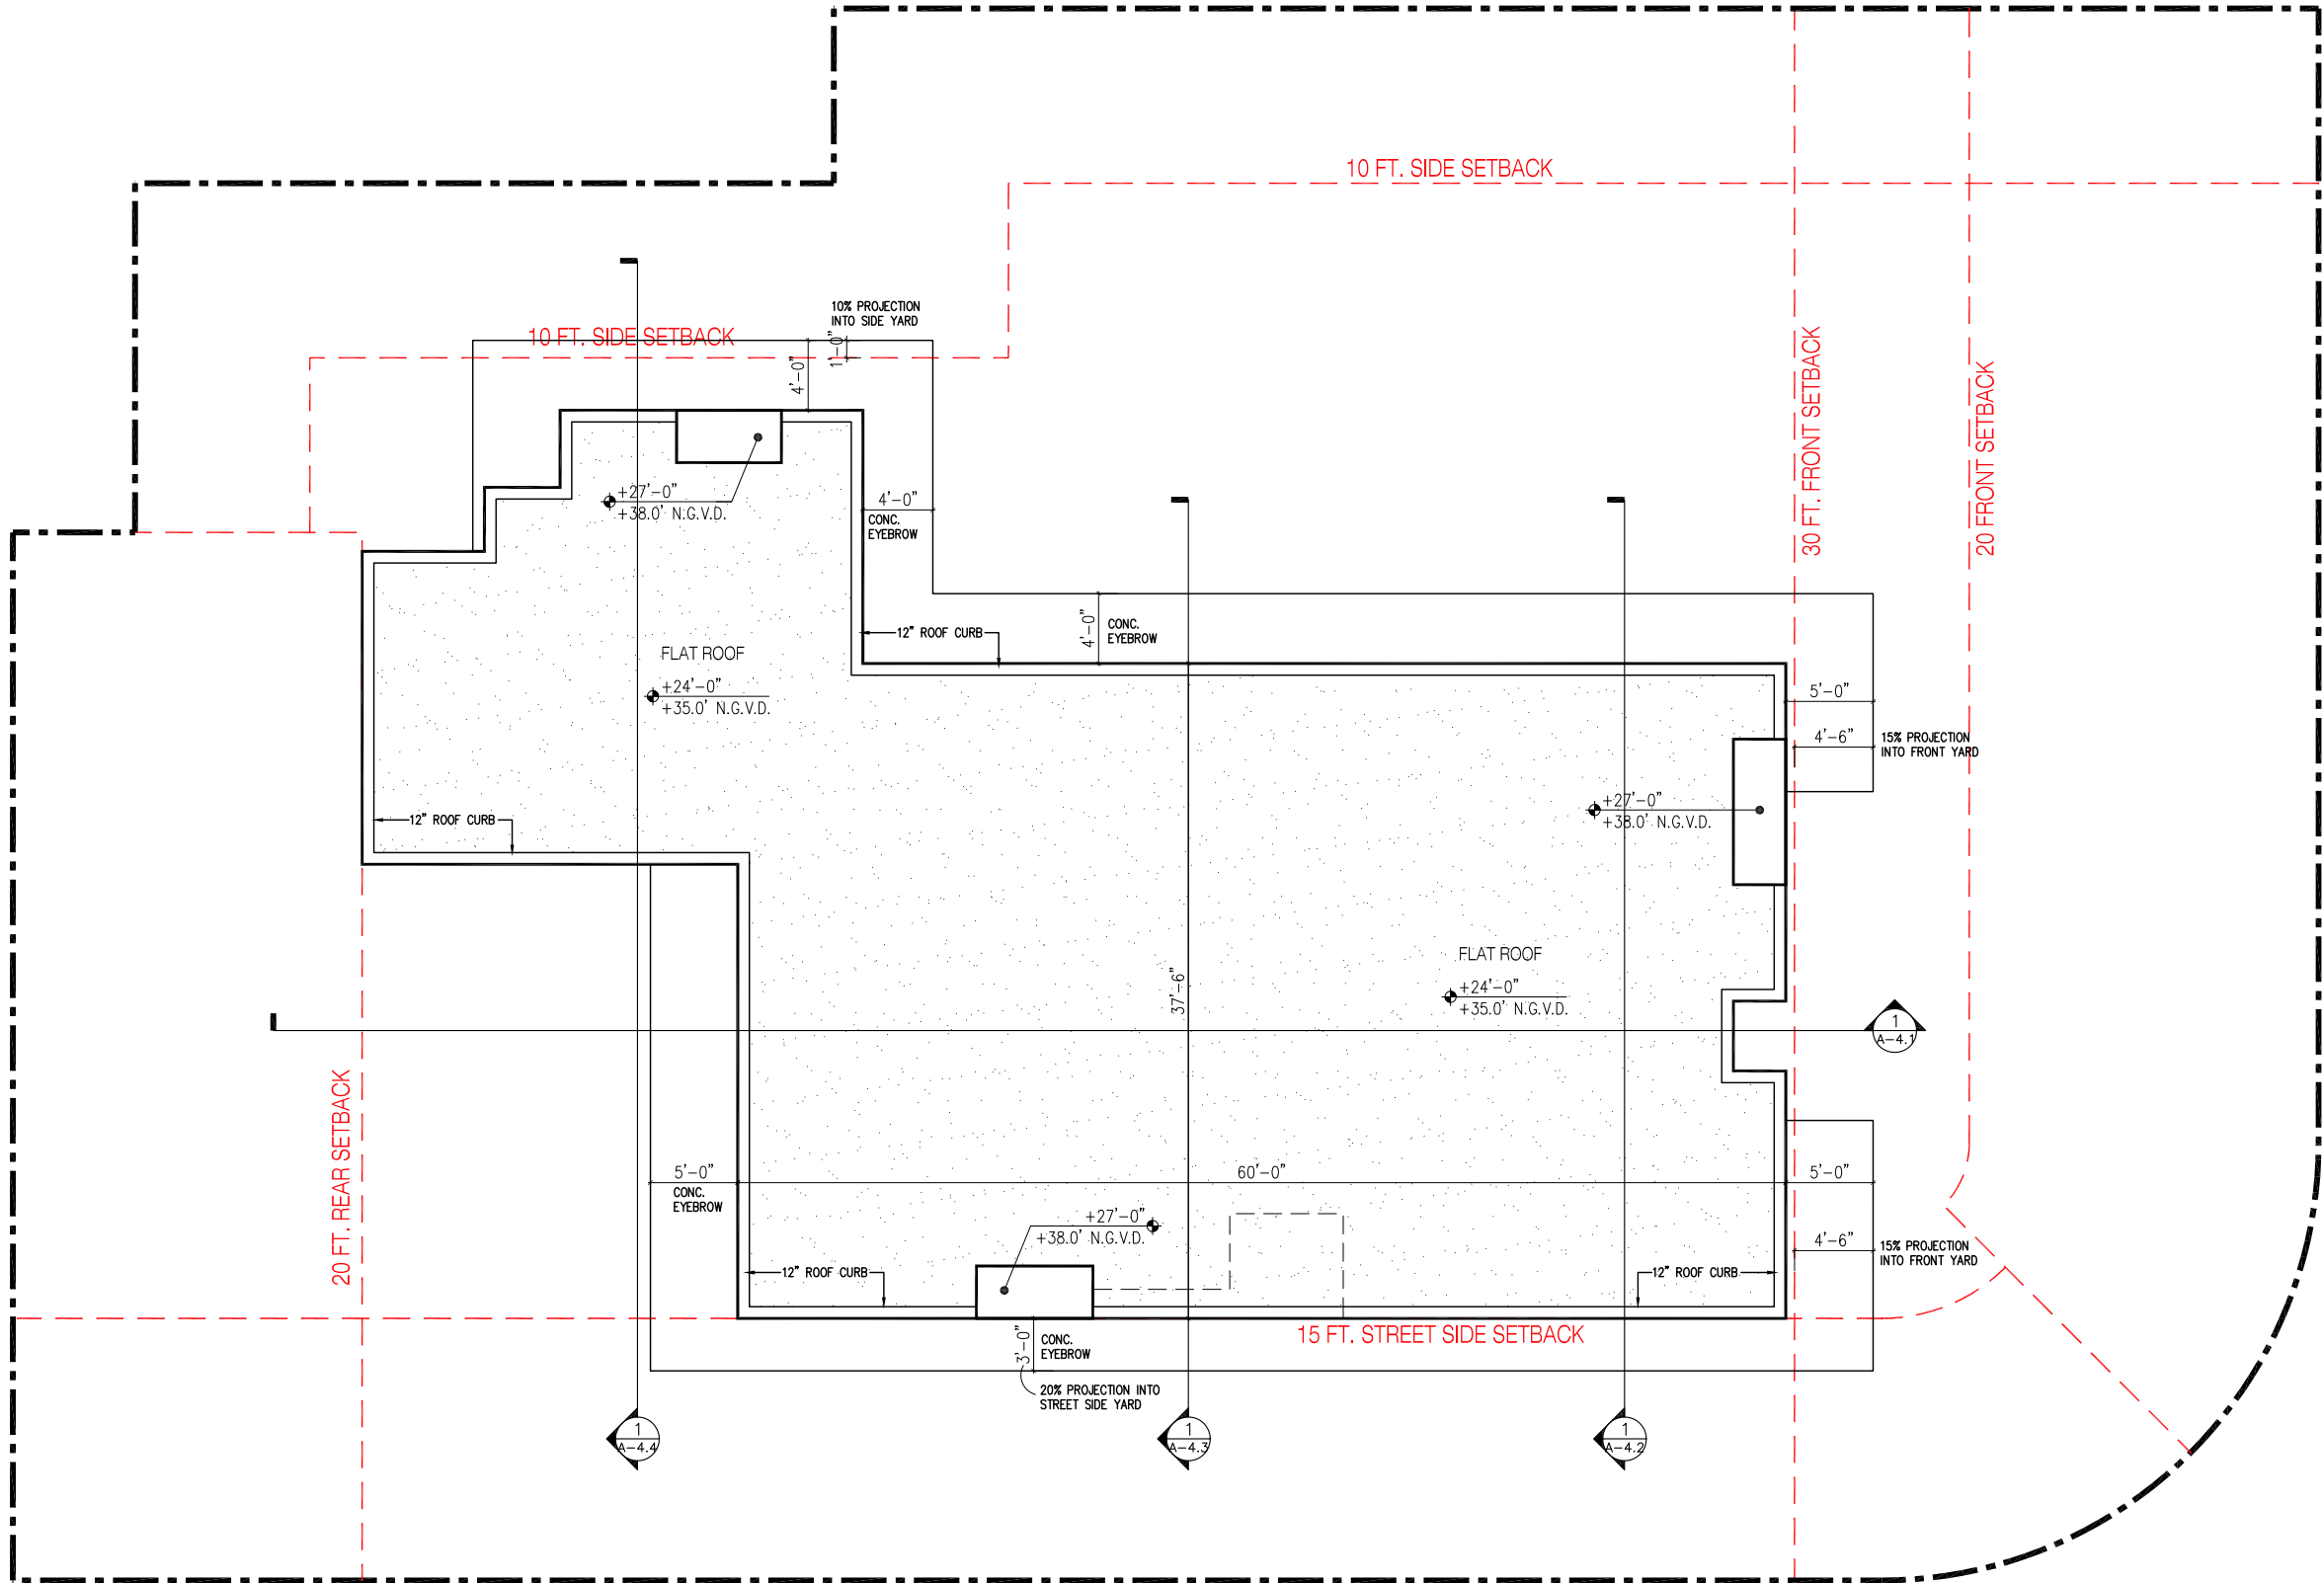 10 FT. SIDE SETBACK
10% PROJECTION
INTO SIDE YARD
10 FT. SIDE SETBACK
1'-0"
4'-0"
30 FT. FRONT SETBACK
20 FRONT SETBACK
+27'-0"
+38.0' N.G.V.D.
4'-0"
CONC.
EYEBROW
12" ROOF CURB
4'-0"
CONC.
EYEBROW
FLAT ROOF
+24'-0"
+35.0' N.G.V.D.
5'-0"
4'-6"
15% PROJECTION
INTO FRONT YARD
12" ROOF CURB
+27'-0"
+38.0' N.G.V.D.
FLAT ROOF
+24'-0"
+35.0' N.G.V.D.
37'-6"
1
A-4.1
20 FT. REAR SETBACK
5'-0"
CONC.
EYEBROW
60'-0"
5'-0"
+27'-0"
+38.0' N.G.V.D.
4'-6"
15% PROJECTION
INTO FRONT YARD
12" ROOF CURB
12" ROOF CURB
15 FT. STREET SIDE SETBACK
3'-0"
CONC.
EYEBROW
20% PROJECTION INTO
STREET SIDE YARD
1
A-4.4
1
A-4.3
1
A-4.2